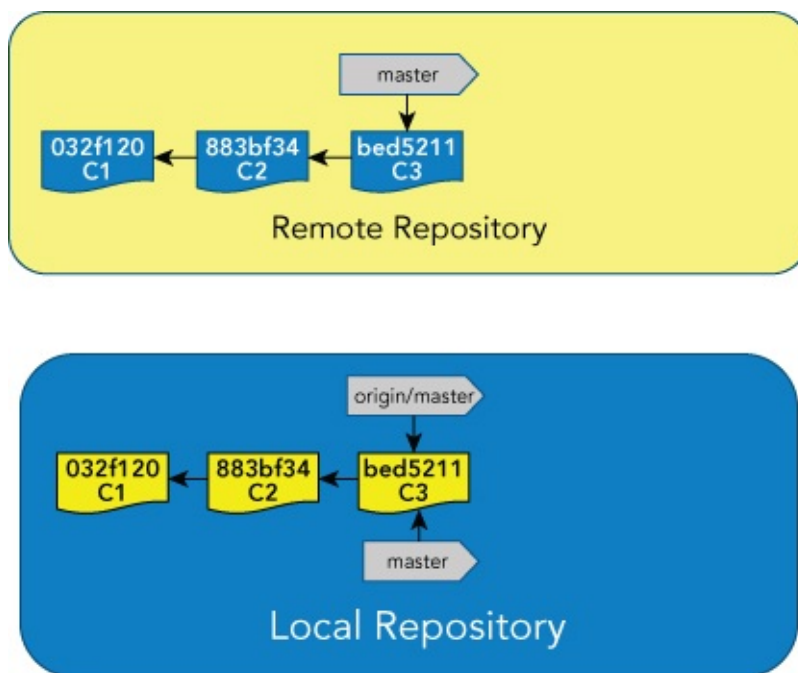 master
032f120
C1
883bf34
C2
bed5211
C3
Remote Repository
origin/master
032f120
C1
883bf34
C2
bed5211
C3
master
Local Repository